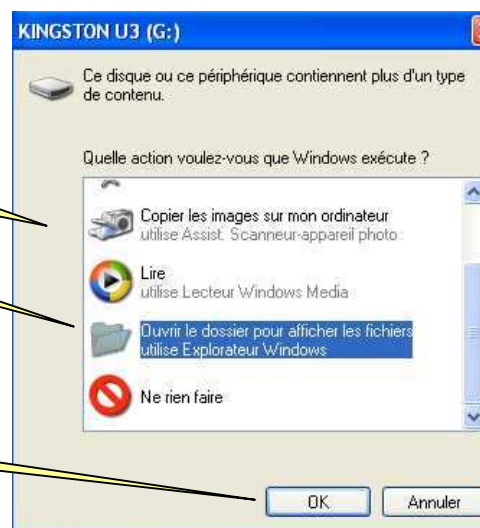 KINGSTON U3 (G:)
Ce disque ou ce périphérique contiennent plus d'un type
de contenu.
Quelle action voulez-vous que Windows exécute ?
Copier les images sur mon ordinateur
utilise Assist. Scanneur-appareil photo
Lire
utilise Lecteur Windows Media
Ouvrir le dossier pour afficher les fichiers
utilise Explorateur Windows
Ne rien faire
OK
Annuler